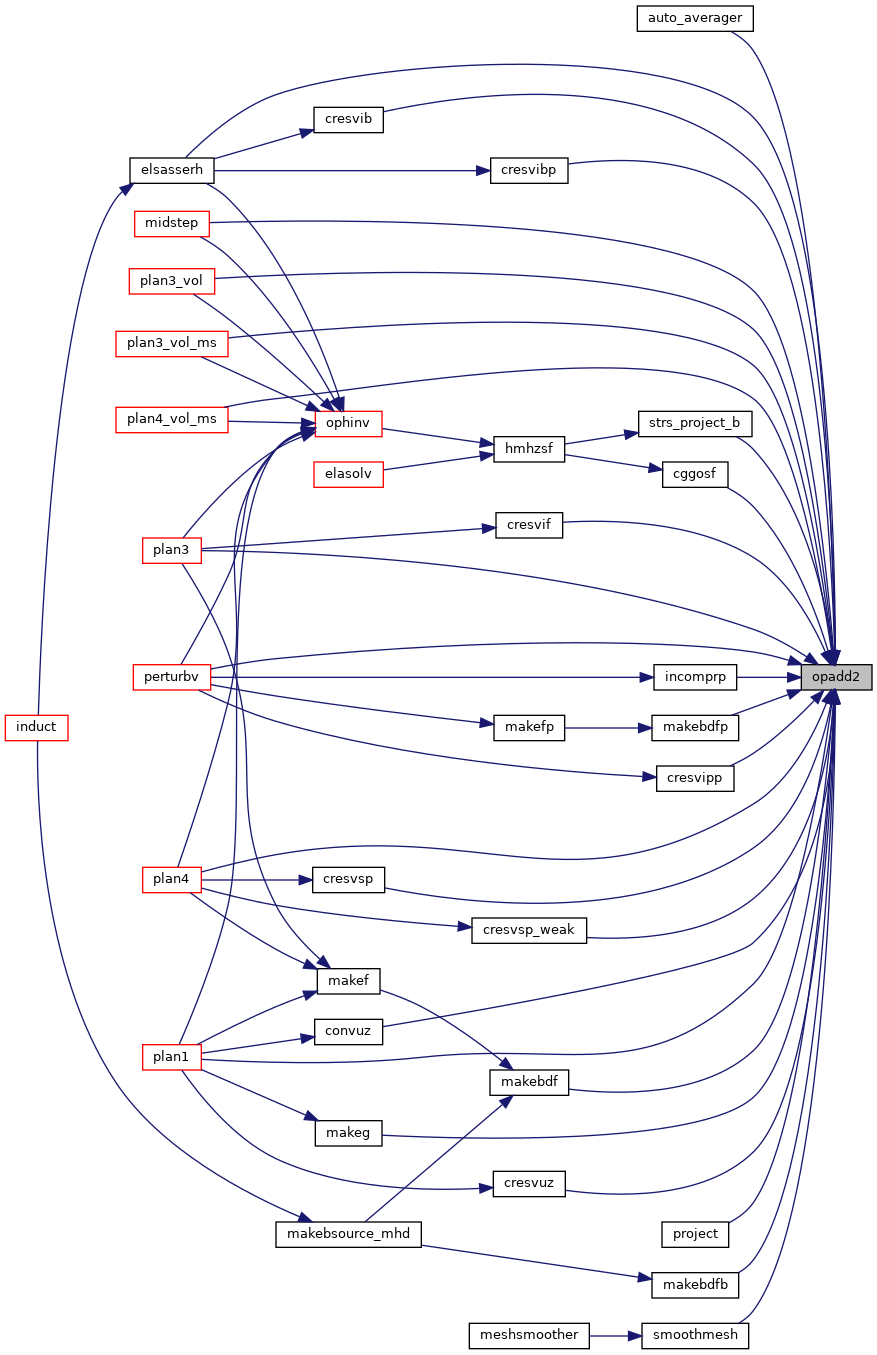 auto_averager
cresvib
elsasserh
cresvibp
midstep
plan3_vol
plan3_vol_ms
plan4_vol_ms
ophinv
strs_project_b
hmhzsf
elasolv
cggosf
cresvif
plan3
perturbv
incomprp
opadd2
induct
makefp
makebdfp
cresvipp
plan4
cresvsp
cresvsp_weak
makef
convuz
plan1
makebdf
makeg
cresvuz
makebsource_mhd
project
makebdfb
meshsmoother
smoothmesh